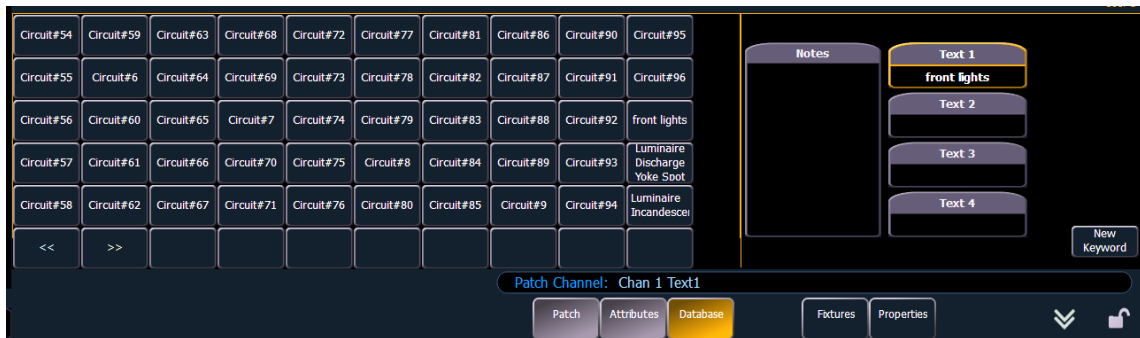 Circuit#54 Circuit#59 Circuit#63 Circuit#68 Circuit#72 Circuit#77 Circuit#81 Circuit#86 Circuit#90 Circuit#95
Circuit#55 Circuit#6 Circuit#64 Circuit#69 Circuit#73 Circuit#78 Circuit#82 Circuit#87 Circuit#91 Circuit#96
Circuit#56 Circuit#60 Circuit#65 Circuit#7 Circuit#74 Circuit#79 Circuit#83 Circuit#88 Circuit#92 front lights
Circuit#57 Circuit#61 Circuit#66 Circuit#70 Circuit#75 Circuit#8 Circuit#84 Circuit#89 Circuit#93 Luminaire
Discharge
Yoke Spot
Circuit#58 Circuit#62 Circuit#67 Circuit#71 Circuit#76 Circuit#80 Circuit#85 Circuit#9 Circuit#94 Luminaire
Incandescer
<< >>
Notes
Text 1
front lights
Text 2
Text 3
Text 4
New
Keyword
Patch Channel: Chan 1 Text1
Patch Attributes Database Fixtures Properties